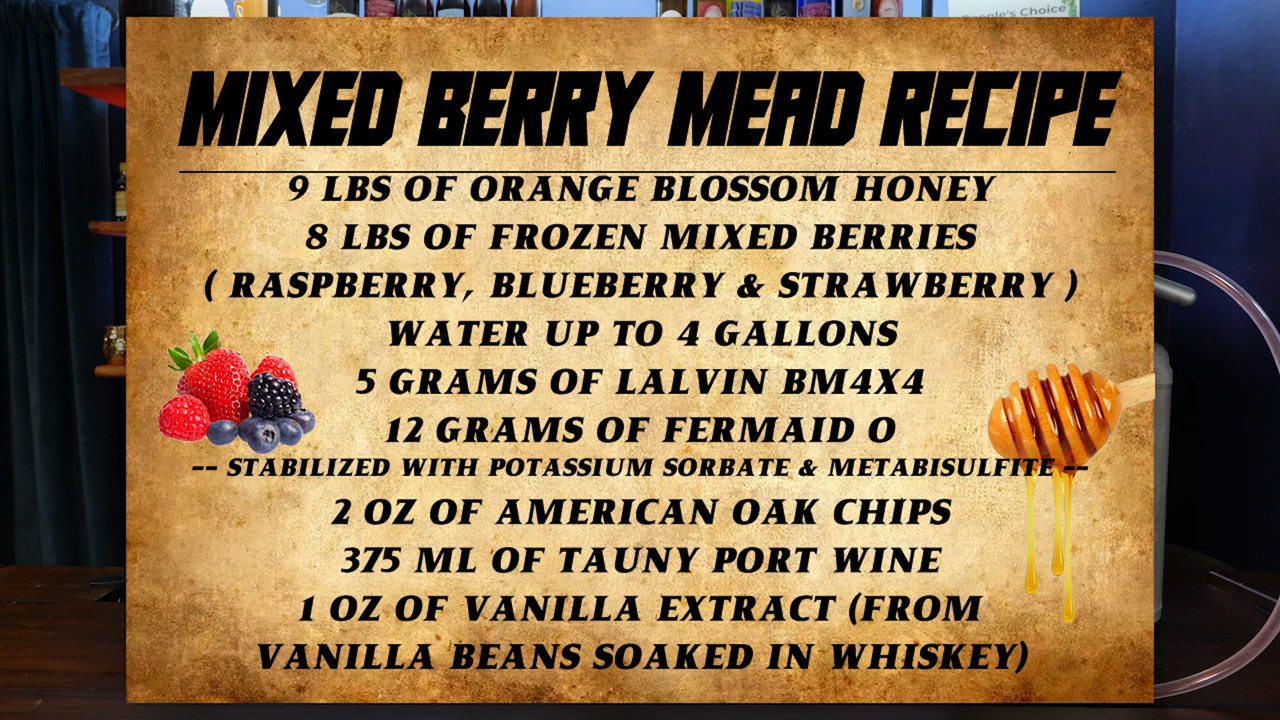 People's Choice
MIXED BERRY MEAD RECIPE
9 LBS OF ORANGE BLOSSOM HONEY
8 LBS OF FROZEN MIXED BERRIES
( RASPBERRY, BLUEBERRY & STRAWBERRY )
WATER UP TO 4 GALLONS
5 GRAMS OF LALVIN BM4X4
12 GRAMS OF FERMAID O
-- STABILIZED WITH POTASSIUM SORBATE & METABISULFITE --
2 OZ OF AMERICAN OAK CHIPS
375 ML OF TAUNY PORT WINE
1 OZ OF VANILLA EXTRACT (FROM
VANILLA BEANS SOAKED IN WHISKEY)